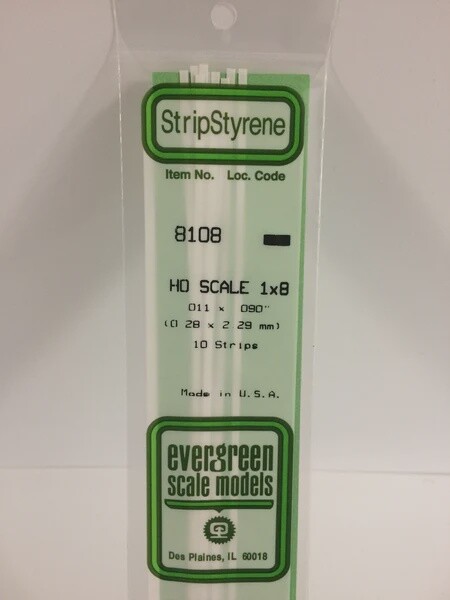 StripStyrene
Item No. Loc. Code
8108
HO SCALE 1x8
.011 x .090"
(0.28 x 2.29 mm)
10 Strips
Made in U.S.A.
evergreen
scale models
Des Plaines, IL 60018